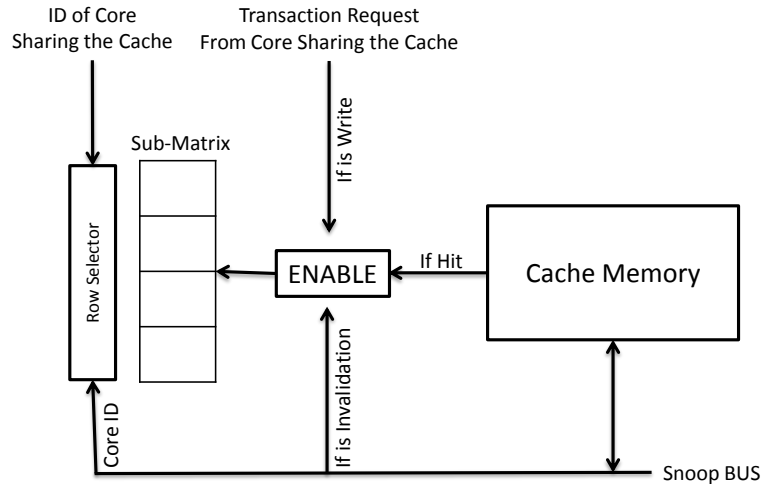 ID of Core
Sharing the Cache
Transaction Request
From Core Sharing the Cache
Sub-Matrix
If is Write
Row Selector
ENABLE
If Hit
Cache Memory
Core ID
If is Invalidation
Snoop BUS